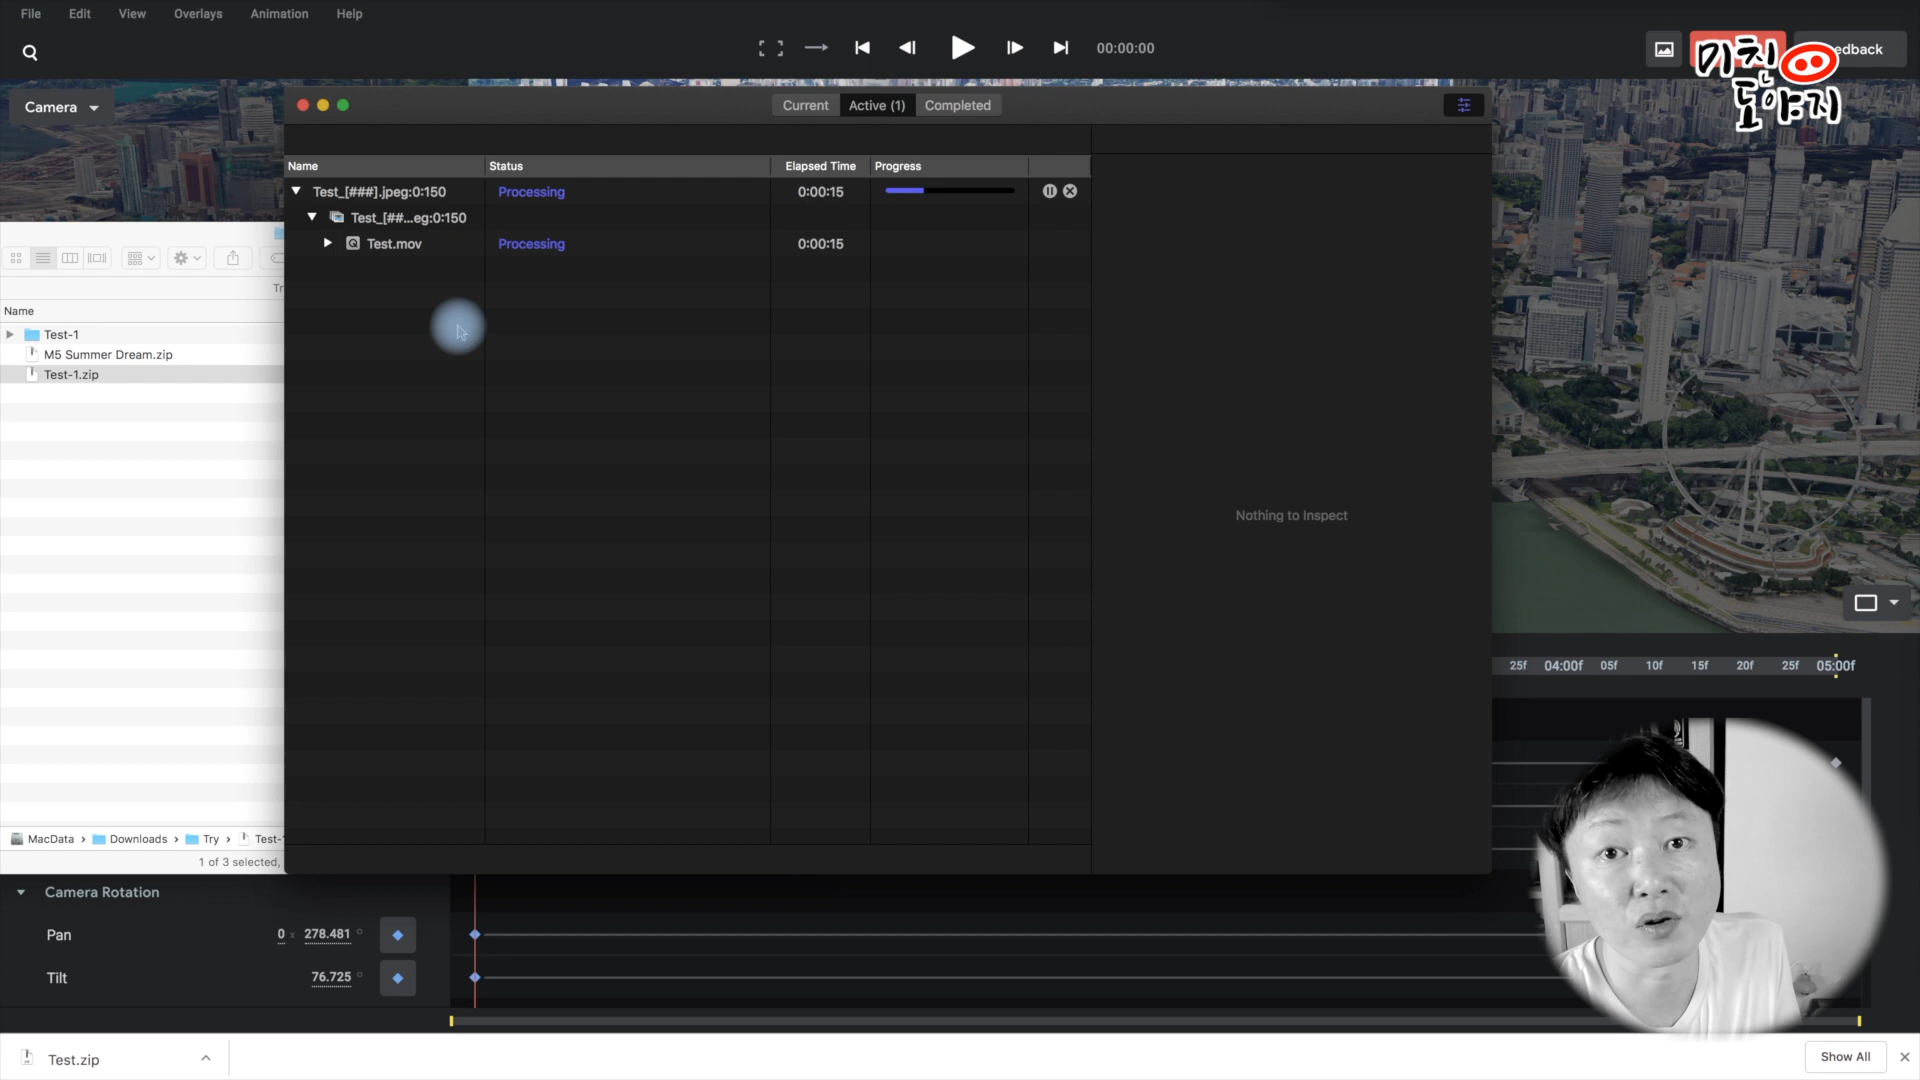 File Edit View Overlays Animation Help
00:00:00
edback
미친
도야지
Camera
Current Active (1) Completed
Name Status Elapsed Time Progress
Test_[###].jpeg:0:150 Processing 0:00:15
Test_[##...eg:0:150
Test.mov Processing 0:00:15
Tr
Name
Test-1
M5 Summer Dream.zip
Test-1.zip
Nothing to Inspect
25f 04:00f 05f 10f 15f 20f 25f 05:00f
MacData › Downloads › Try › Test-
1 of 3 selected,
Camera Rotation
Pan 0 x 278.481 °
Tilt 76.725 °
Test.zip
Show All